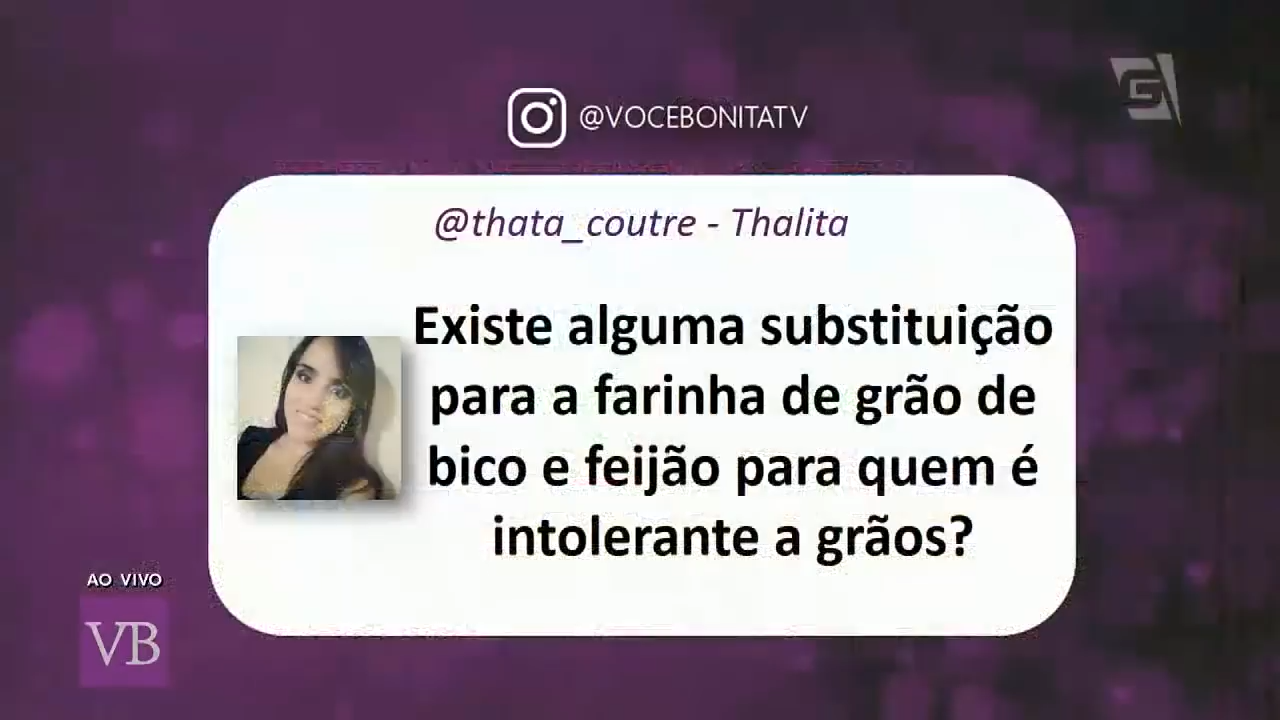 @VOCEBONITATV
@thata_coutre - Thalita
Existe alguma substituição
para a farinha de grão de
bico e feijão para quem é
intolerante a grãos?
AO VIVO
VB